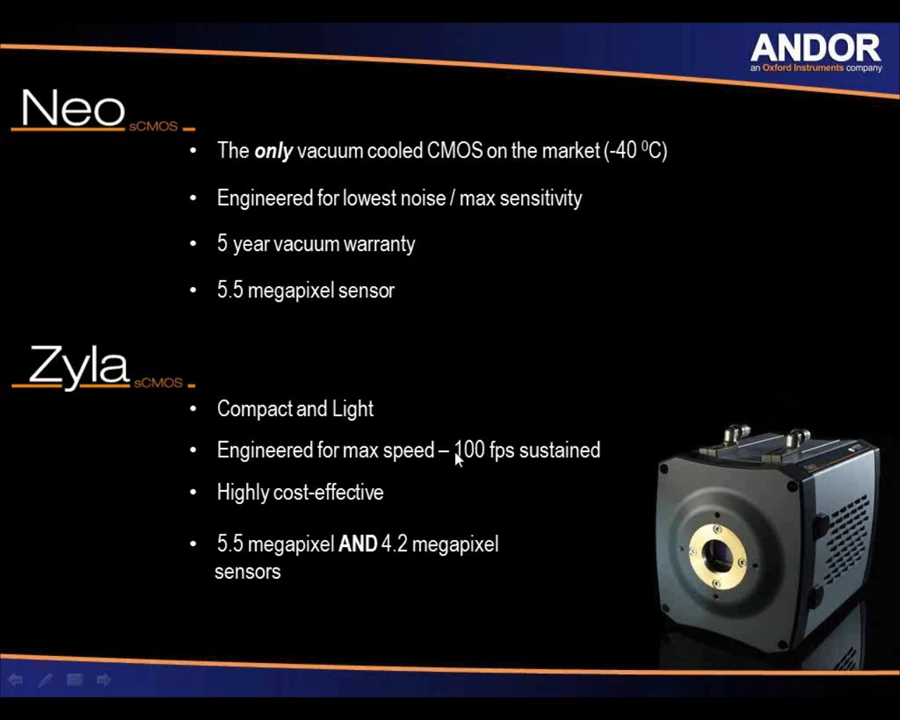 ANDOR
an Oxford Instruments company
Neo sCMOS
• The only vacuum cooled CMOS on the market (-40 ⁰C)
• Engineered for lowest noise / max sensitivity
• 5 year vacuum warranty
• 5.5 megapixel sensor
Zyla sCMOS
• Compact and Light
• Engineered for max speed – 100 fps sustained
• Highly cost-effective
• 5.5 megapixel AND 4.2 megapixel
sensors